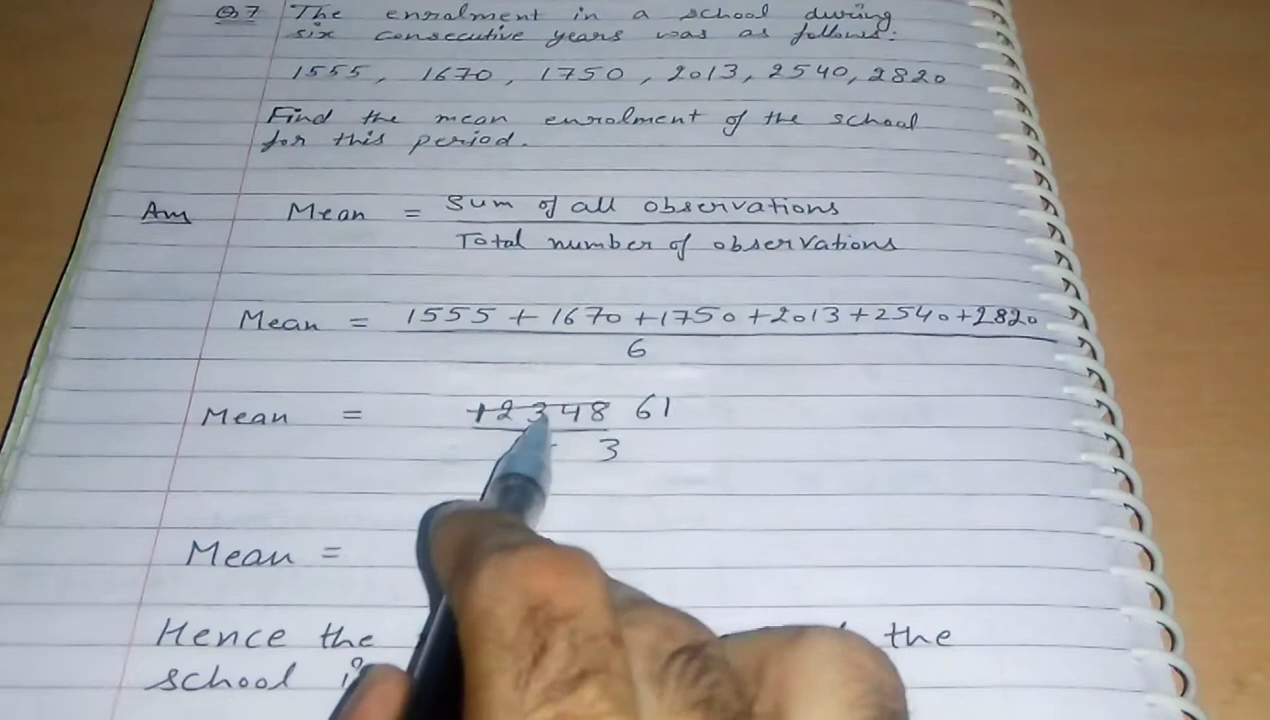 Q7 The enrolment in a school during
six consecutive years was as follows:
1555, 1670, 1750, 2013, 2540, 2820
Find the mean enrolment of the school
for this period.
Ans Mean = Sum of all observations
Total number of observations
Mean = 1555 + 1670 + 1750 + 2013 + 2540 + 2820
6
Mean = 12348 61
3
Mean =
Hence the the
school